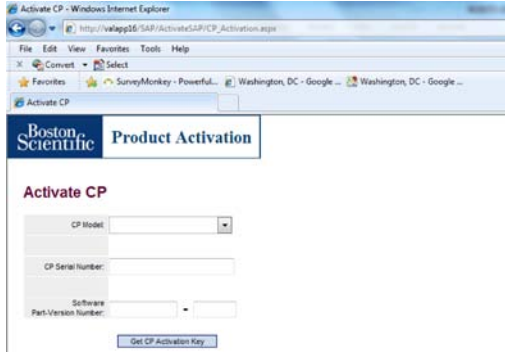 Activate CP - Windows Internet Explorer
http://valapp16/SAP/ActivateSAP/CP_Activation.aspx
File Edit View Favorites Tools Help
x Convert Select
Favorites SurveyMonkey - Powerful... Washington, DC - Google ... Washington, DC - Google ...
Activate CP
Boston Scientific Product Activation
Activate CP
CP Model:
CP Serial Number:
Software
Part-Version Number: -
Get CP Activation Key